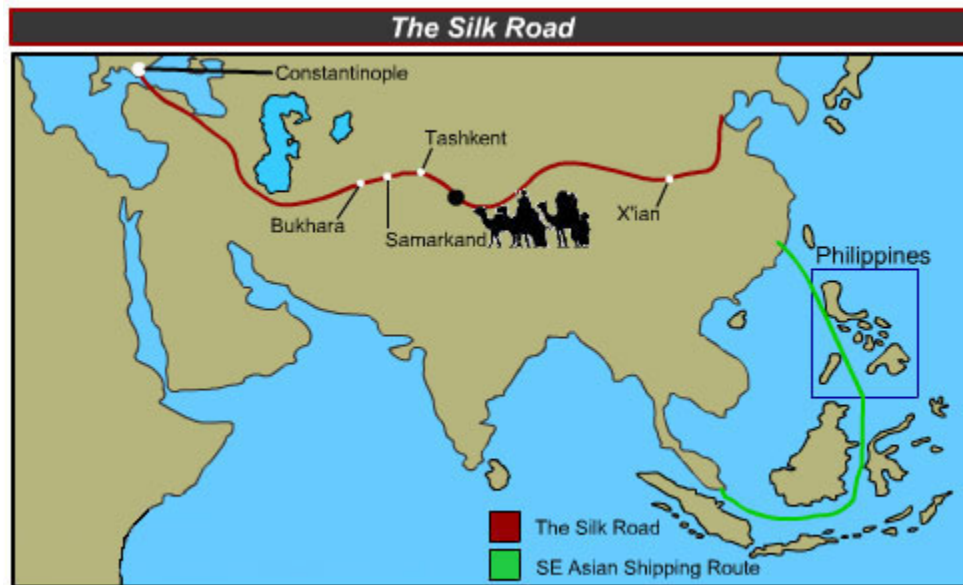 The Silk Road
Constantinople
Tashkent
Bukhara
Samarkand
X'ian
Philippines
The Silk Road
SE Asian Shipping Route